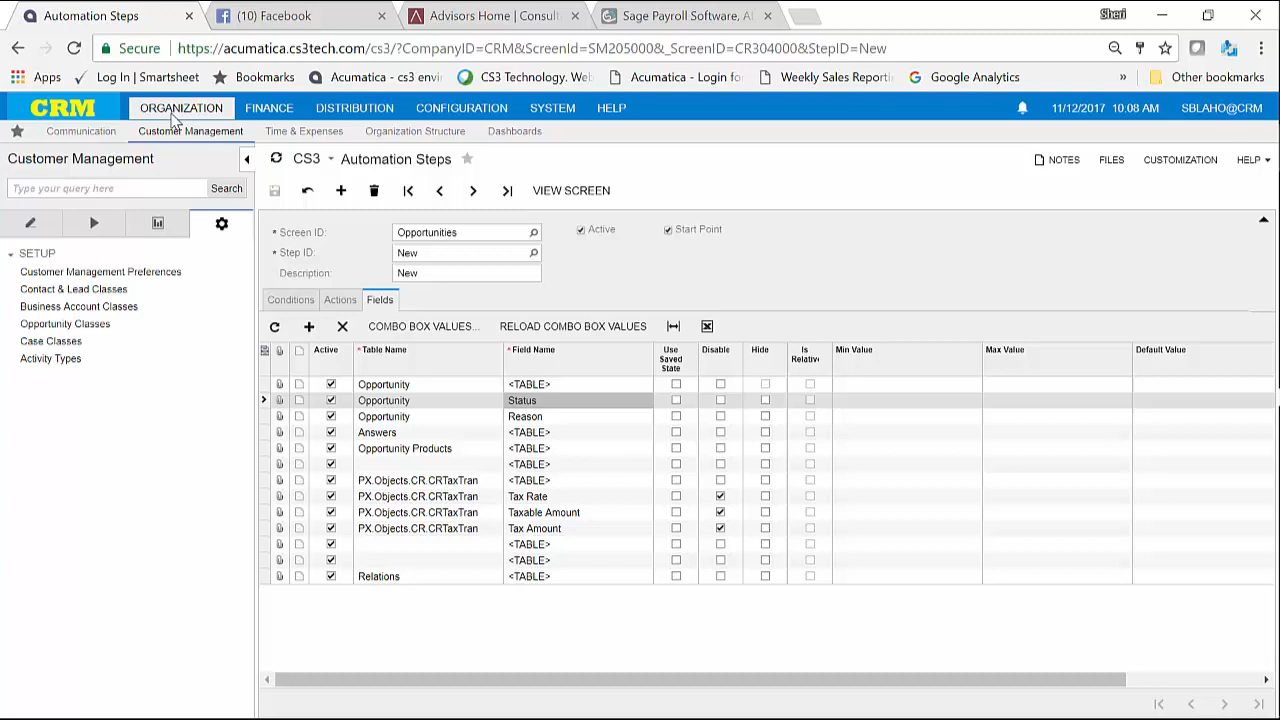 Automation Steps
(10) Facebook
Advisors Home | Consult
Sage Payroll Software, A
Sheri
Secure
https://acumatica.cs3tech.com/cs3/?CompanyID=CRM&ScreenId=SM205000&_ScreenID=CR304000&StepID=New
Apps
Log In | Smartsheet
Bookmarks
Acumatica - cs3 envi
CS3 Technology. Web
Acumatica - Login for
Weekly Sales Report
Google Analytics
»
Other bookmarks
CRM
ORGANIZATION
FINANCE
DISTRIBUTION
CONFIGURATION
SYSTEM
HELP
11/12/2017 10:08 AM
SBLAHO@CRM
Communication
Customer Management
Time & Expenses
Organization Structure
Dashboards
Customer Management
CS3
Automation Steps
NOTES
FILES
CUSTOMIZATION
HELP
Type your query here
Search
VIEW SCREEN
SETUP
Customer Management Preferences
Contact & Lead Classes
Business Account Classes
Opportunity Classes
Case Classes
Activity Types
* Screen ID:
Opportunities
Active
Start Point
* Step ID:
New
Description:
New
Conditions
Actions
Fields
COMBO BOX VALUES...
RELOAD COMBO BOX VALUES
Active
* Table Name
* Field Name
Use Saved State
Disable
Hide
Is Relative
Min Value
Max Value
Default Value
Opportunity <TABLE>
Opportunity Status
Opportunity Reason
Answers <TABLE>
Opportunity Products <TABLE>
<TABLE>
PX.Objects.CR.CRTaxTran <TABLE>
PX.Objects.CR.CRTaxTran Tax Rate
PX.Objects.CR.CRTaxTran Taxable Amount
PX.Objects.CR.CRTaxTran Tax Amount
<TABLE>
<TABLE>
Relations <TABLE>